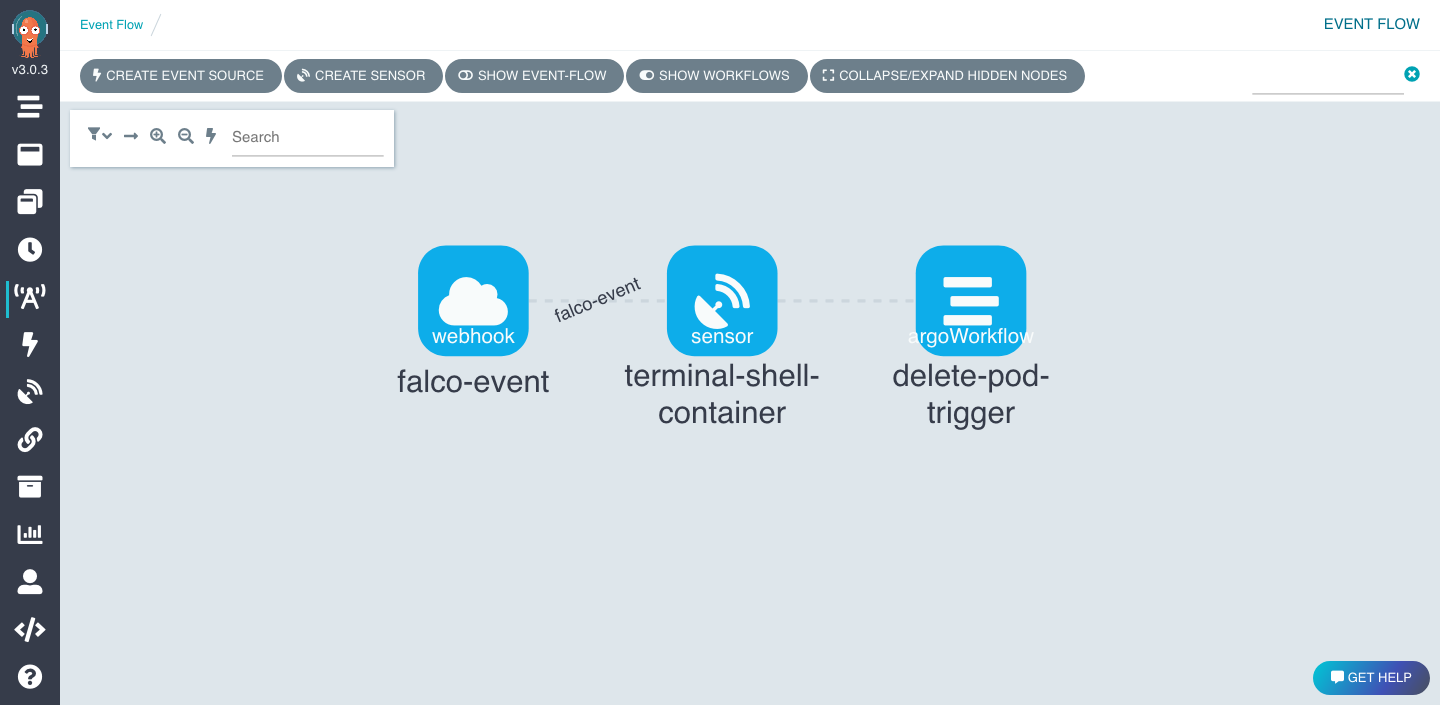 Event Flow
EVENT FLOW
v3.0.3
CREATE EVENT SOURCE
CREATE SENSOR
SHOW EVENT-FLOW
SHOW WORKFLOWS
COLLAPSE/EXPAND HIDDEN NODES
Search
webhook
falco-event
falco-event
sensor
terminal-shell-
container
argoWorkflow
delete-pod-
trigger
GET HELP